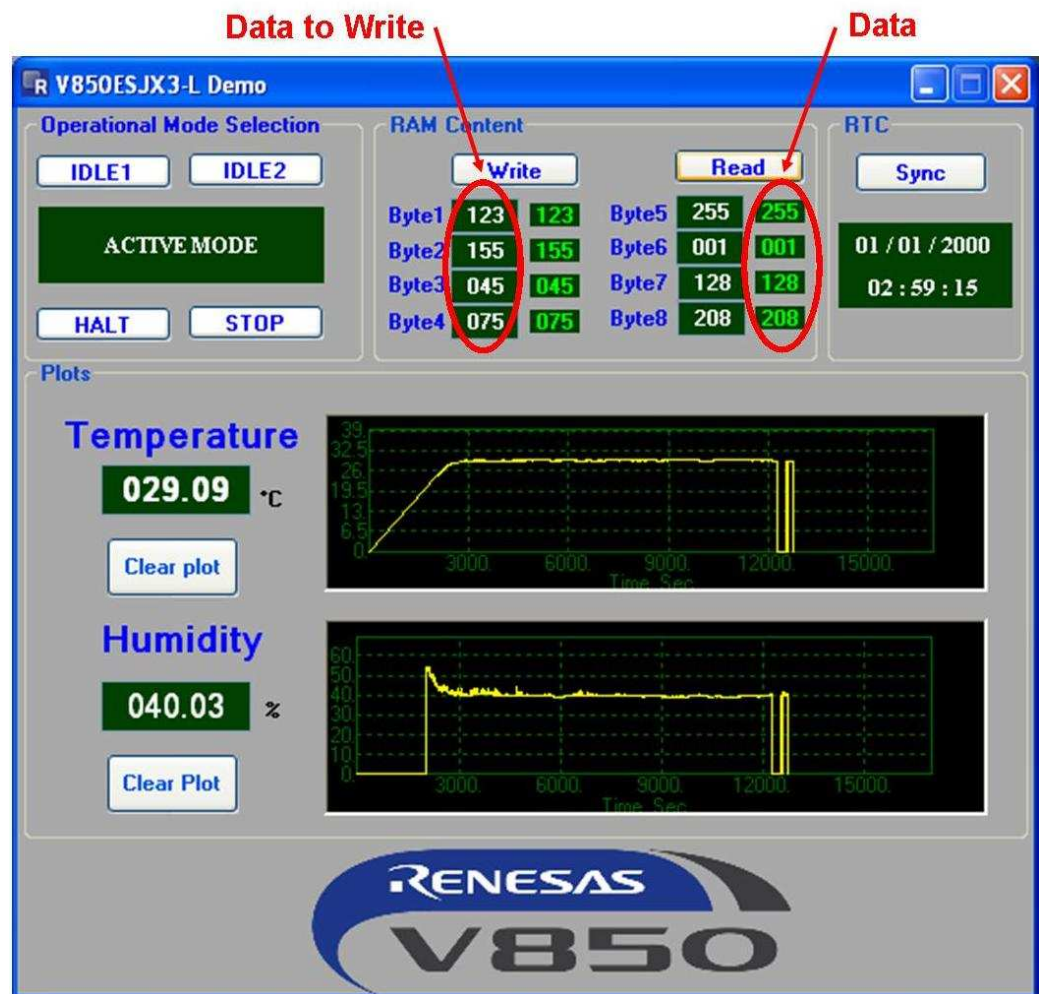 Data to Write
Data
R V850ESJX3-L Demo
Operational Mode Selection
IDLE1 IDLE2
ACTIVE MODE
HALT STOP
RAM Content
Write Read
Byte1 123 123 Byte5 255 255
Byte2 155 155 Byte6 001 001
Byte3 045 045 Byte7 128 128
Byte4 075 075 Byte8 208 208
RTC
Sync
01 / 01 / 2000
02 : 59 : 15
Plots
Temperature
029.09 °C
Clear plot
39.
32.5
26.
19.5
13.
6.5
0.
3000. 6000. 9000. 12000. 15000.
Time, Sec
Humidity
040.03 %
Clear Plot
60.
50.
40.
30.
20.
10.
0.
3000. 6000. 9000. 12000. 15000.
Time, Sec
RENESAS
V850